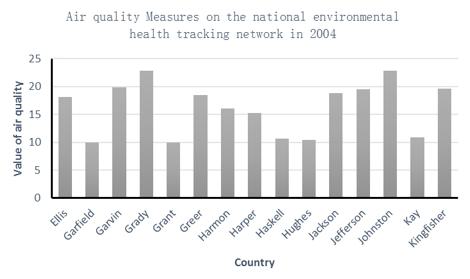 Air quality Measures on the national environmental
health tracking network in 2004
Value of air quality
25
20
15
10
5
0
Ellis
Garfield
Garvin
Grady
Grant
Greer
Harmon
Harper
Haskell
Hughes
Jackson
Jefferson
Johnston
Kay
Kingfisher
Country